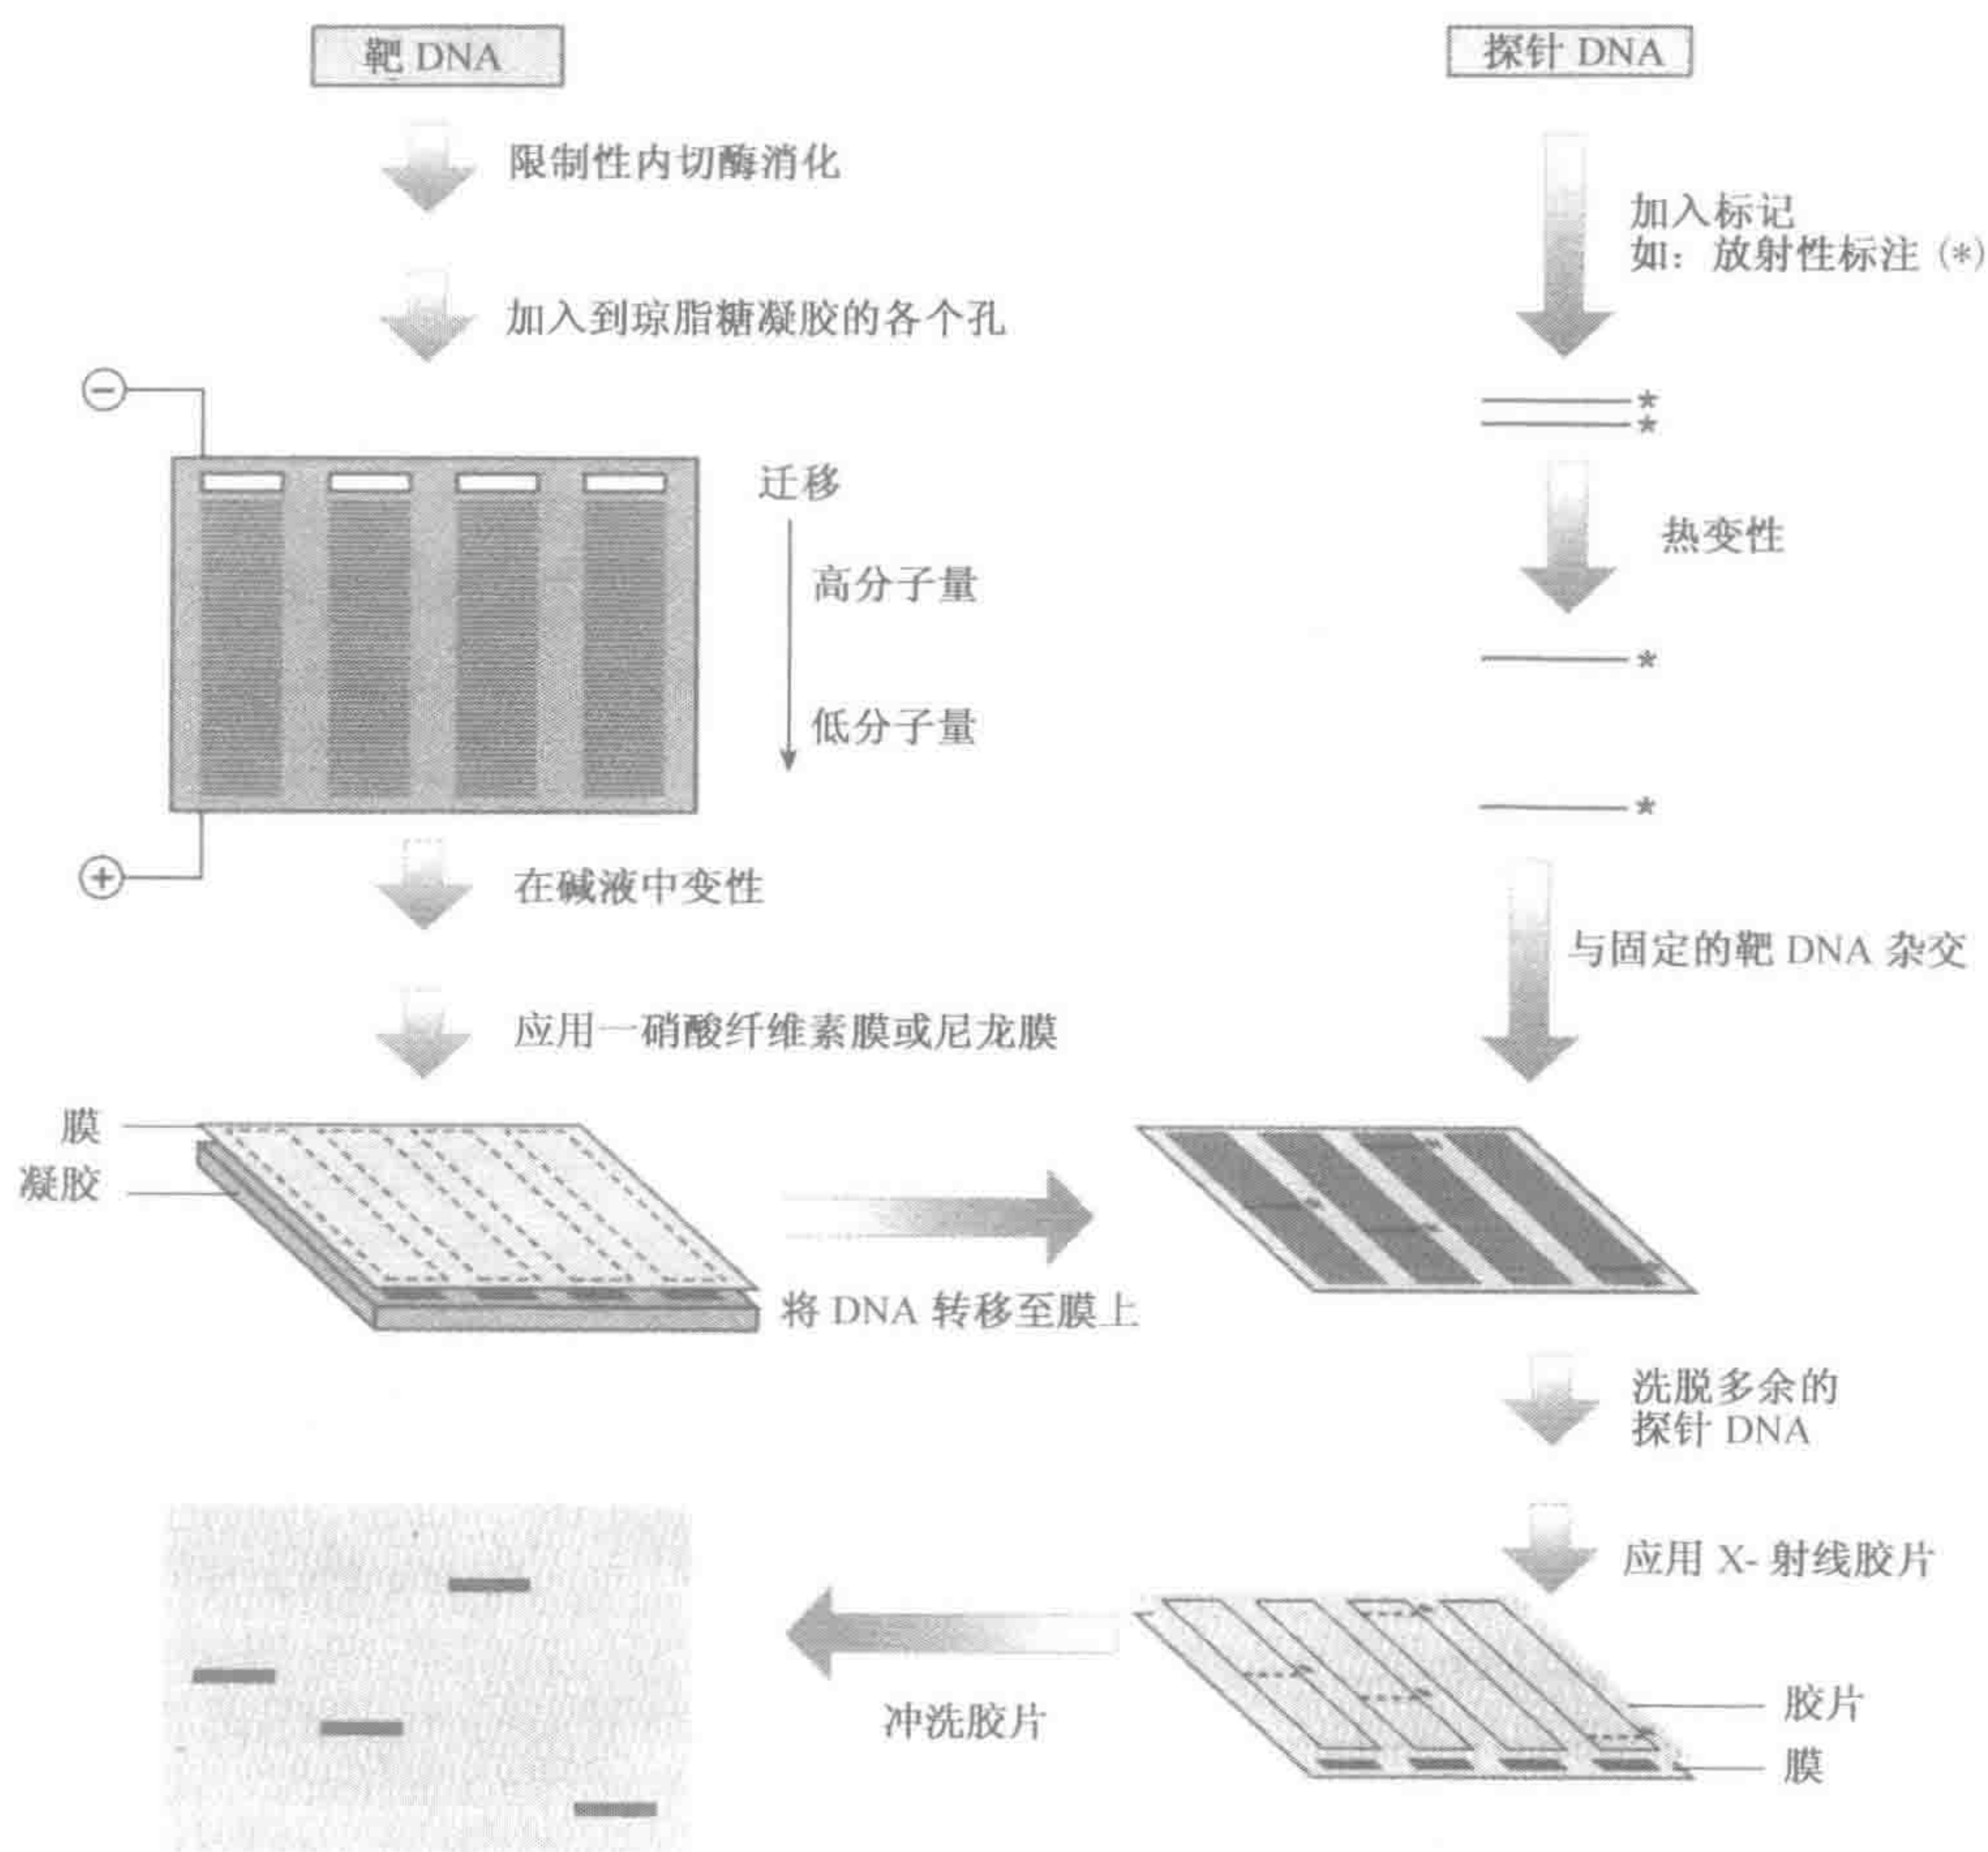 靶 DNA
探针 DNA
限制性内切酶消化
加入标记
如：放射性标注 (*)
加入到琼脂糖凝胶的各个孔
−
*
*
迁移
热变性
高分子量
*
低分子量
*
+
在碱液中变性
与固定的靶 DNA 杂交
应用一硝酸纤维素膜或尼龙膜
膜
凝胶
将 DNA 转移至膜上
洗脱多余的
探针 DNA
应用 X- 射线胶片
冲洗胶片
胶片
膜